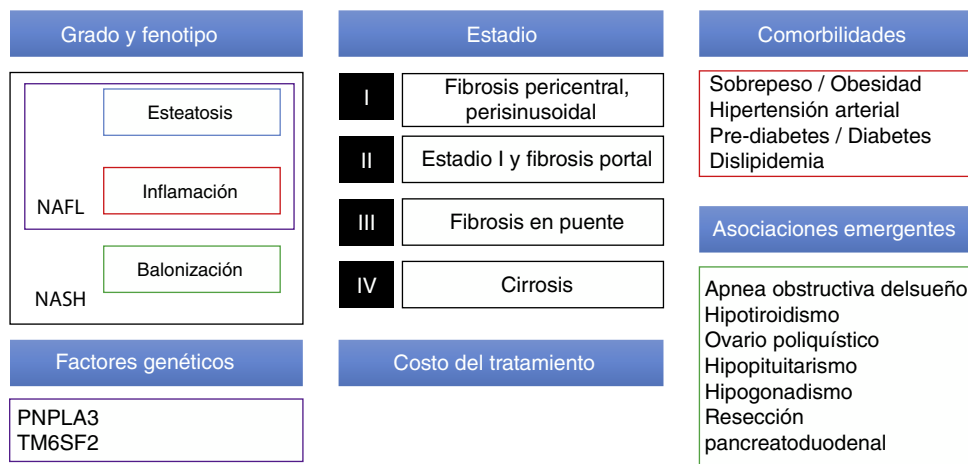 Grado y fenotipo
Esteatosis
Inflamación
NAFL
Balonización
NASH
Factores genéticos
PNPLA3
TM6SF2
Estadio
I
Fibrosis pericentral,
perisinusoidal
II
Estadio I y fibrosis portal
III
Fibrosis en puente
IV
Cirrosis
Costo del tratamiento
Comorbilidades
Sobrepeso / Obesidad
Hipertensión arterial
Pre-diabetes / Diabetes
Dislipidemia
Asociaciones emergentes
Apnea obstructiva delsueño
Hipotiroidismo
Ovario poliquístico
Hipopituitarismo
Hipogonadismo
Resección
pancreatoduodenal